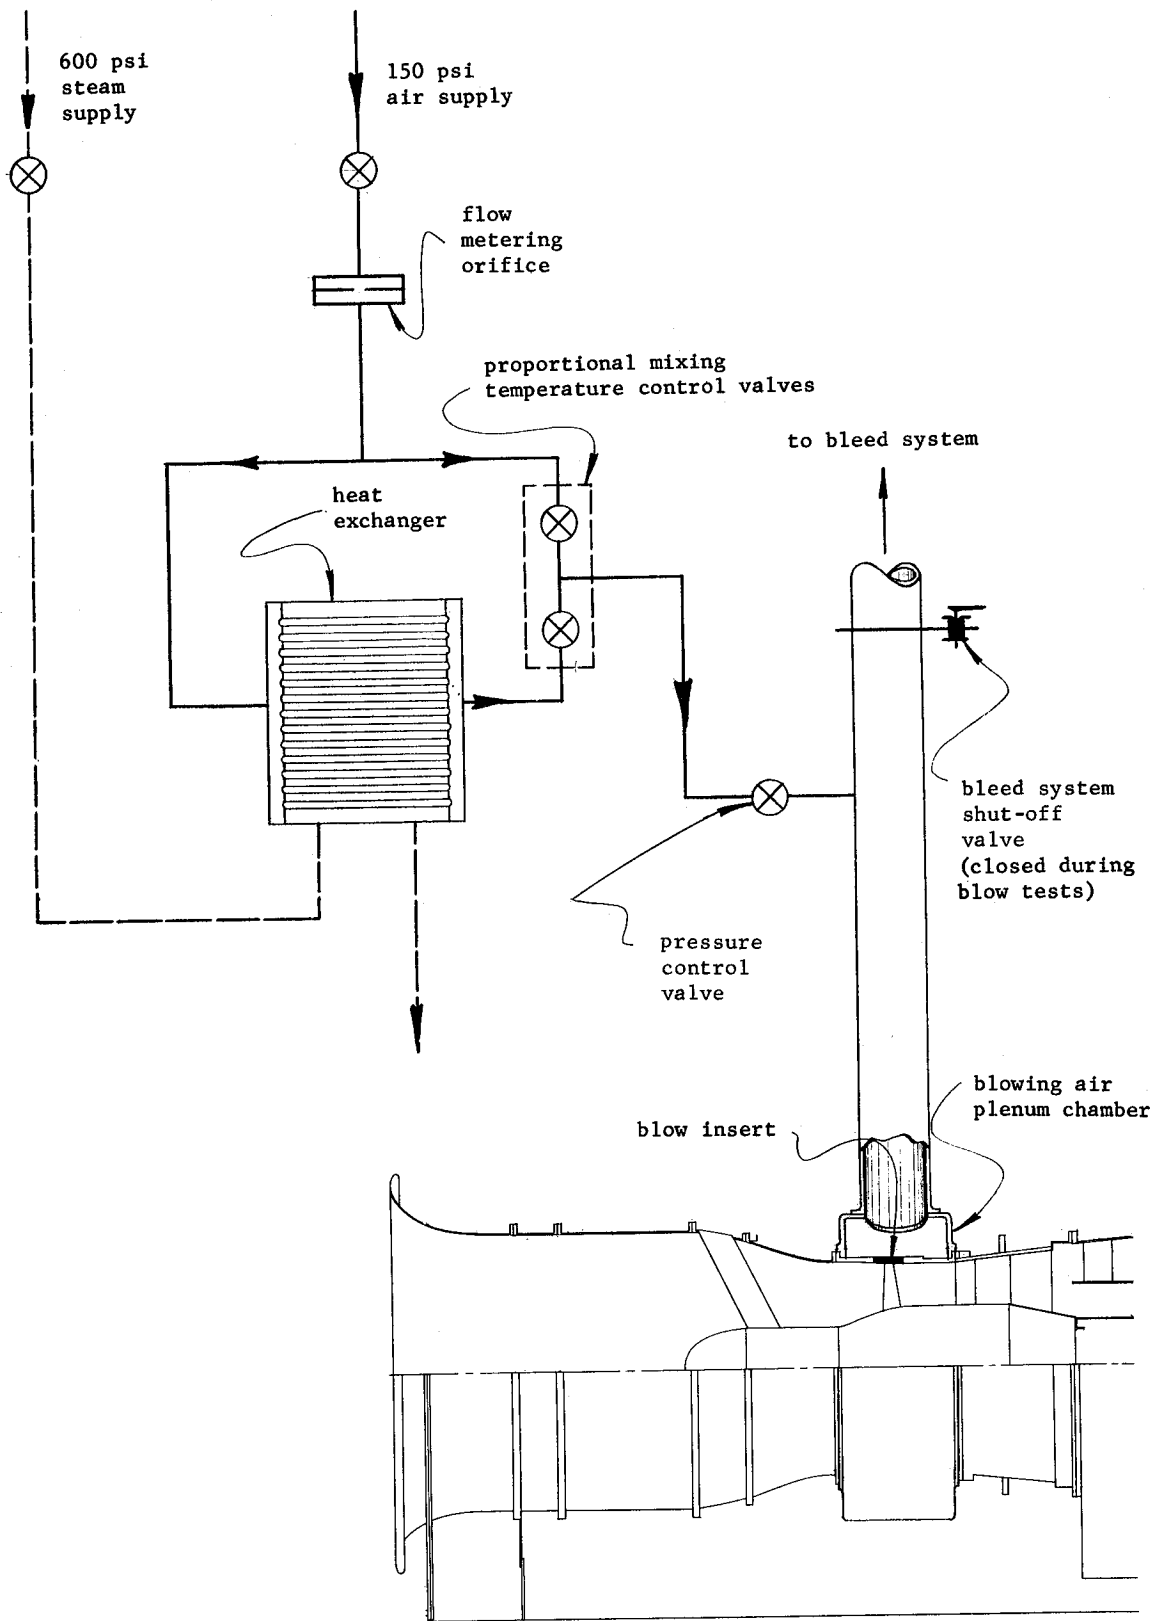 600 psi
steam
supply
150 psi
air supply
flow
metering
orifice
proportional mixing
temperature control valves
to bleed system
heat
exchanger
bleed system
shut-off
valve
(closed during
blow tests)
pressure
control
valve
blowing air
plenum chamber
blow insert